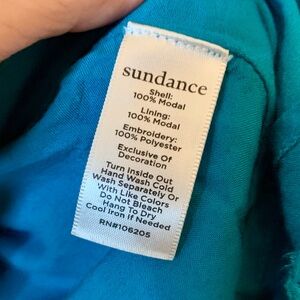 sundance
Shell:
100% Modal
Lining:
100% Modal
Embroidery:
100% Polyester
Exclusive Of
Decoration
Turn Inside Out
Hand Wash Cold
Wash Separately Or
With Like Colors
Do Not Bleach
Hang To Dry
Cool Iron If Needed
RN#106205